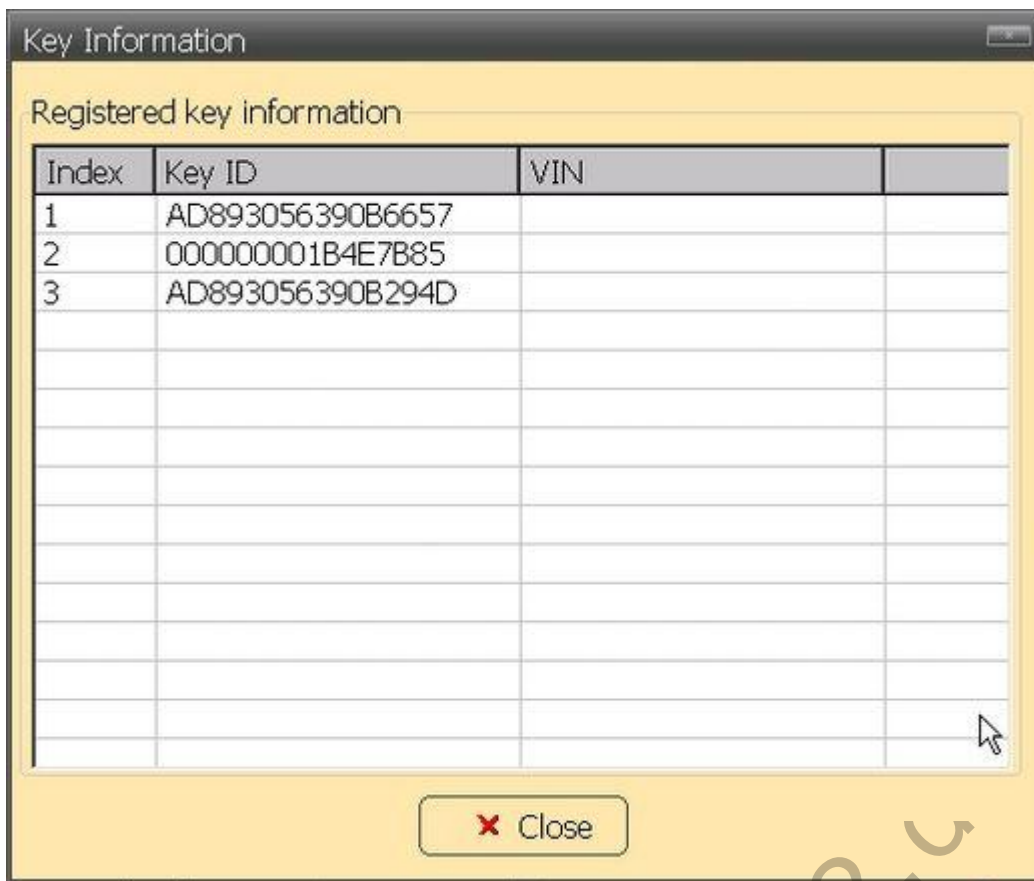 Key Information
Registered key information
Index Key ID VIN
1 AD893056390B6657
2 000000001B4E7B85
3 AD893056390B294D
Close